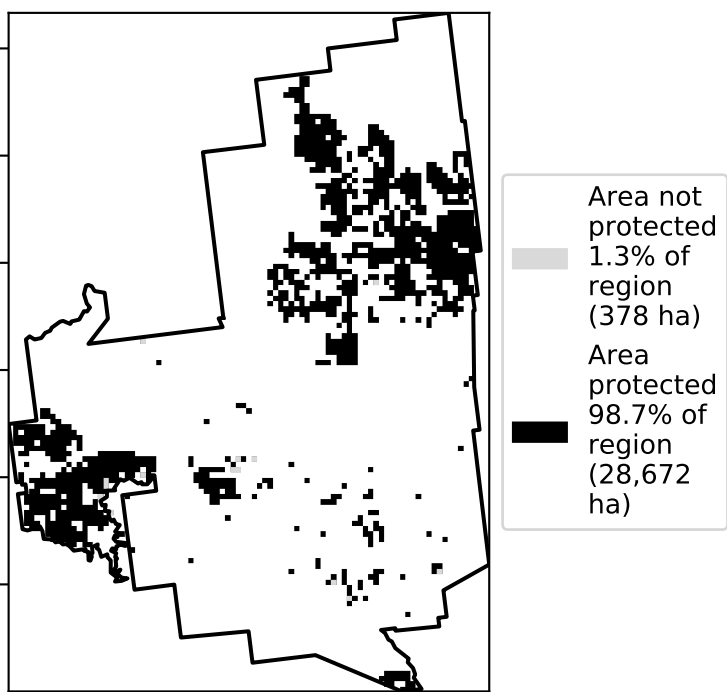 Area not
protected
1.3% of
region
(378 ha)
Area
protected
98.7% of
region
(28,672
ha)